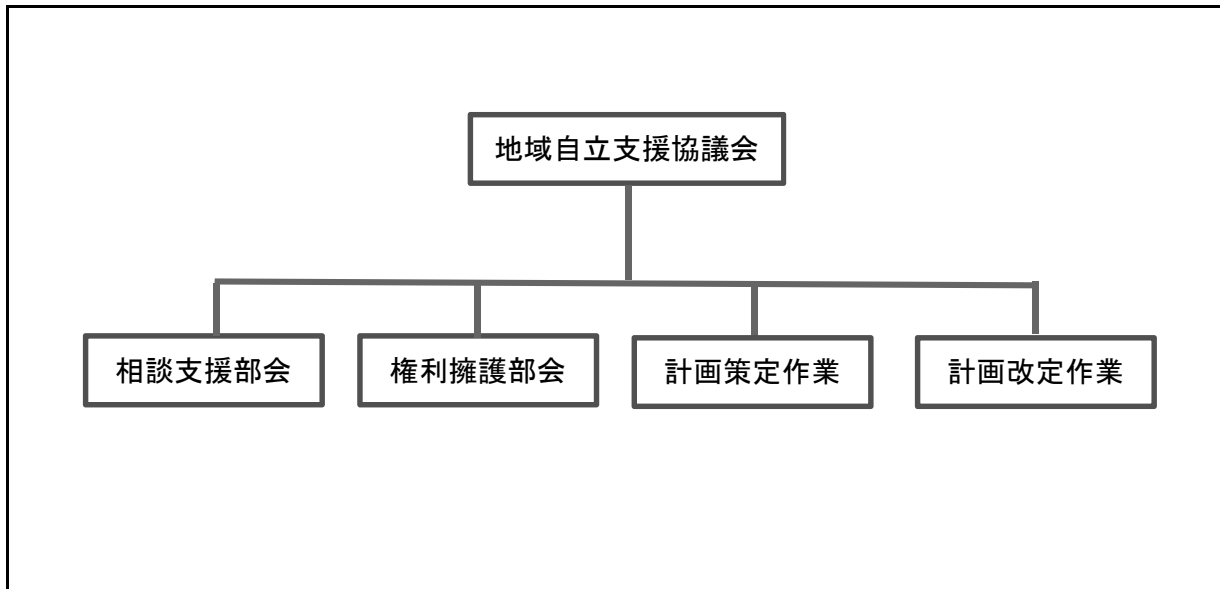 地域自立支援協議会
相談支援部会
権利擁護部会
計画策定作業
計画改定作業